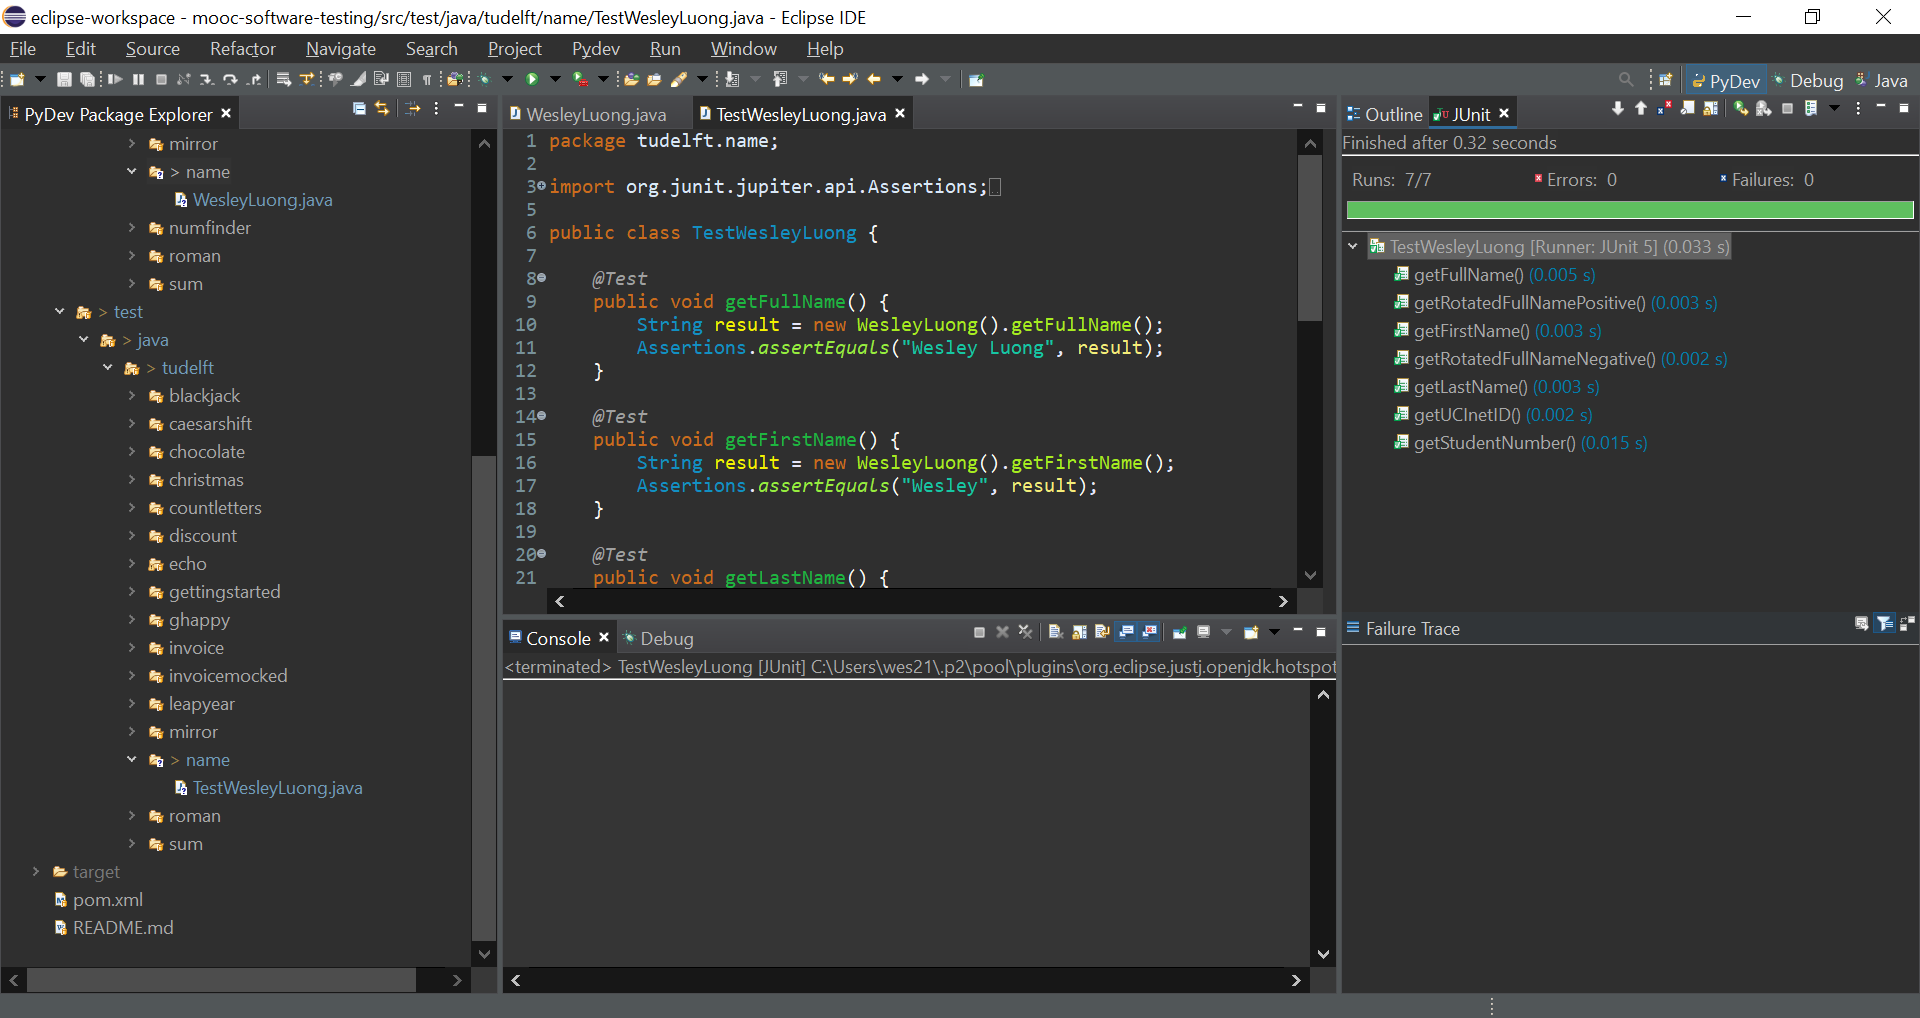 eclipse-workspace - mooc-software-testing/src/test/java/tudelft/name/TestWesleyLuong.java - Eclipse IDE
File Edit Source Refactor Navigate Search Project Pydev Run Window Help
PyDev Debug Java
PyDev Package Explorer
mirror
> name
WesleyLuong.java
numfinder
roman
sum
> test
> java
> tudelft
blackjack
caesarshift
chocolate
christmas
countletters
discount
echo
gettingstarted
ghappy
invoice
invoicemocked
leapyear
mirror
> name
TestWesleyLuong.java
roman
sum
target
pom.xml
README.md
WesleyLuong.java TestWesleyLuong.java
1 package tudelft.name;
2
3 import org.junit.jupiter.api.Assertions;
5
6 public class TestWesleyLuong {
7
8 @Test
9 public void getFullName() {
10 String result = new WesleyLuong().getFullName();
11 Assertions.assertEquals("Wesley Luong", result);
12 }
13
14 @Test
15 public void getFirstName() {
16 String result = new WesleyLuong().getFirstName();
17 Assertions.assertEquals("Wesley", result);
18 }
19
20 @Test
21 public void getLastName() {
Console Debug
<terminated> TestWesleyLuong [JUnit] C:\Users\wes21\.p2\pool\plugins\org.eclipse.justj.openjdk.hotspot
Outline JUnit
Finished after 0.32 seconds
Runs: 7/7 Errors: 0 Failures: 0
TestWesleyLuong [Runner: JUnit 5] (0.033 s)
getFullName() (0.005 s)
getRotatedFullNamePositive() (0.003 s)
getFirstName() (0.003 s)
getRotatedFullNameNegative() (0.002 s)
getLastName() (0.003 s)
getUCInetID() (0.002 s)
getStudentNumber() (0.015 s)
Failure Trace